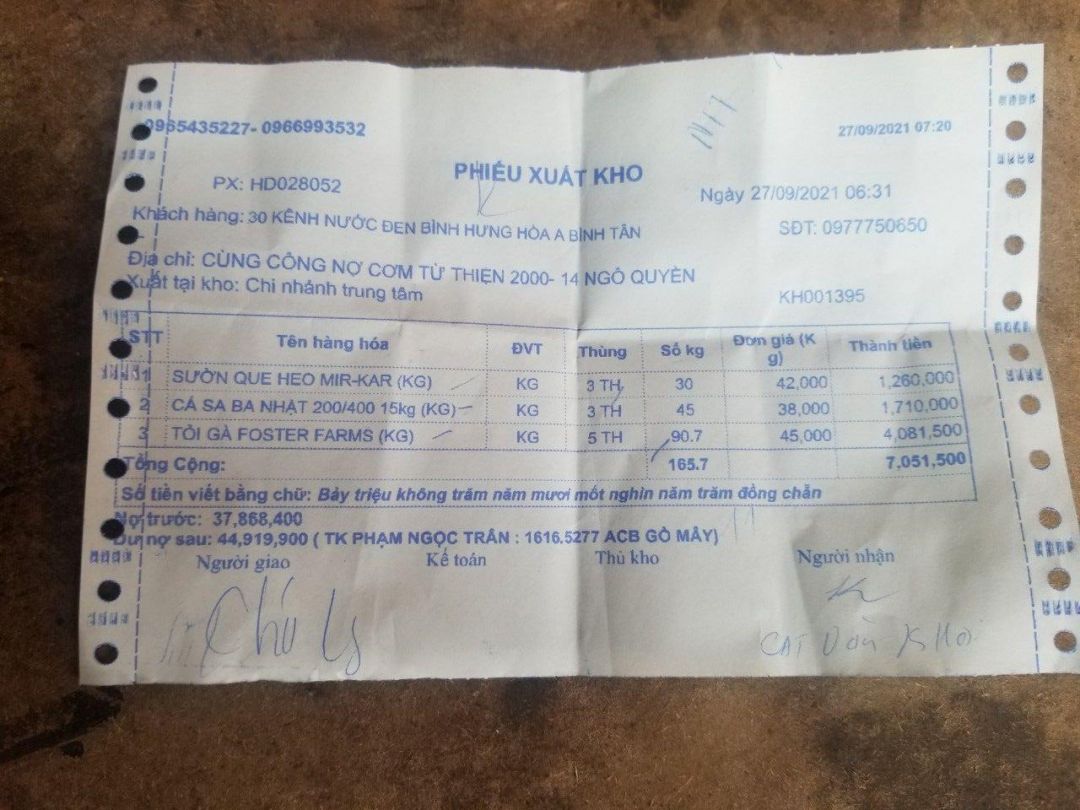 0965435227- 0966993532
27/09/2021 07:20
PHIẾU XUẤT KHO
PX: HD028052
Ngày 27/09/2021 06:31
Khách hàng: 30 KÊNH NƯỚC ĐEN BÌNH HƯNG HÒA A BÌNH TÂN
SĐT: 0977750650
Địa chỉ: CÙNG CÔNG NỢ CƠM TỪ THIỆN 2000- 14 NGÔ QUYỀN
Xuất tại kho: Chi nhánh trung tâm
KH001395
STT Tên hàng hóa ĐVT Thùng Số kg Đơn giá (K Thành tiền
g)
1 SƯỜN QUE HEO MIR-KAR (KG) KG 3 TH 30 42,000 1,260,000
2 CÁ SA BA NHẬT 200/400 15kg (KG) KG 3 TH 45 38,000 1,710,000
3 TỎI GÀ FOSTER FARMS (KG) KG 5 TH 90.7 45,000 4,081,500
Tổng Cộng: 165.7 7,051,500
Số tiền viết bằng chữ: Bảy triệu không trăm năm mươi mốt nghìn năm trăm đồng chẵn
Nợ trước: 37,868,400
Dư nợ sau: 44,919,900 ( TK PHẠM NGỌC TRÂN : 1616.5277 ACB GÒ MÂY)
Người giao Kế toán Thủ kho Người nhận